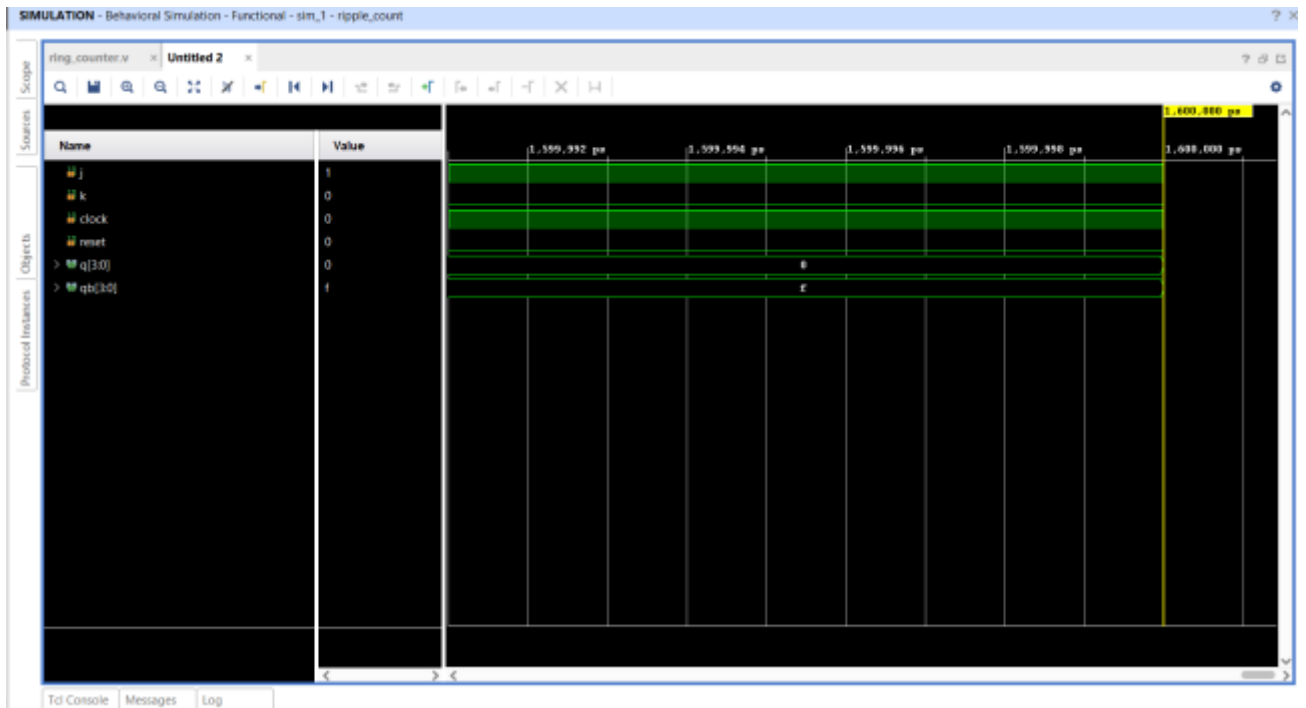 SIMULATION - Behavioral Simulation - Functional - sim_1 - ripple_count
ring_counter.v × Untitled 2 ×
Scope
Sources
Objects
Protocol Instances
1,600,000 ps
Name Value
1,599,992 ps 1,599,994 ps 1,599,996 ps 1,599,998 ps 1,600,000 ps
j 1
k 0
clock 0
reset 0
q[3:0] 0 0
qb[3:0] f f
Tcl Console Messages Log